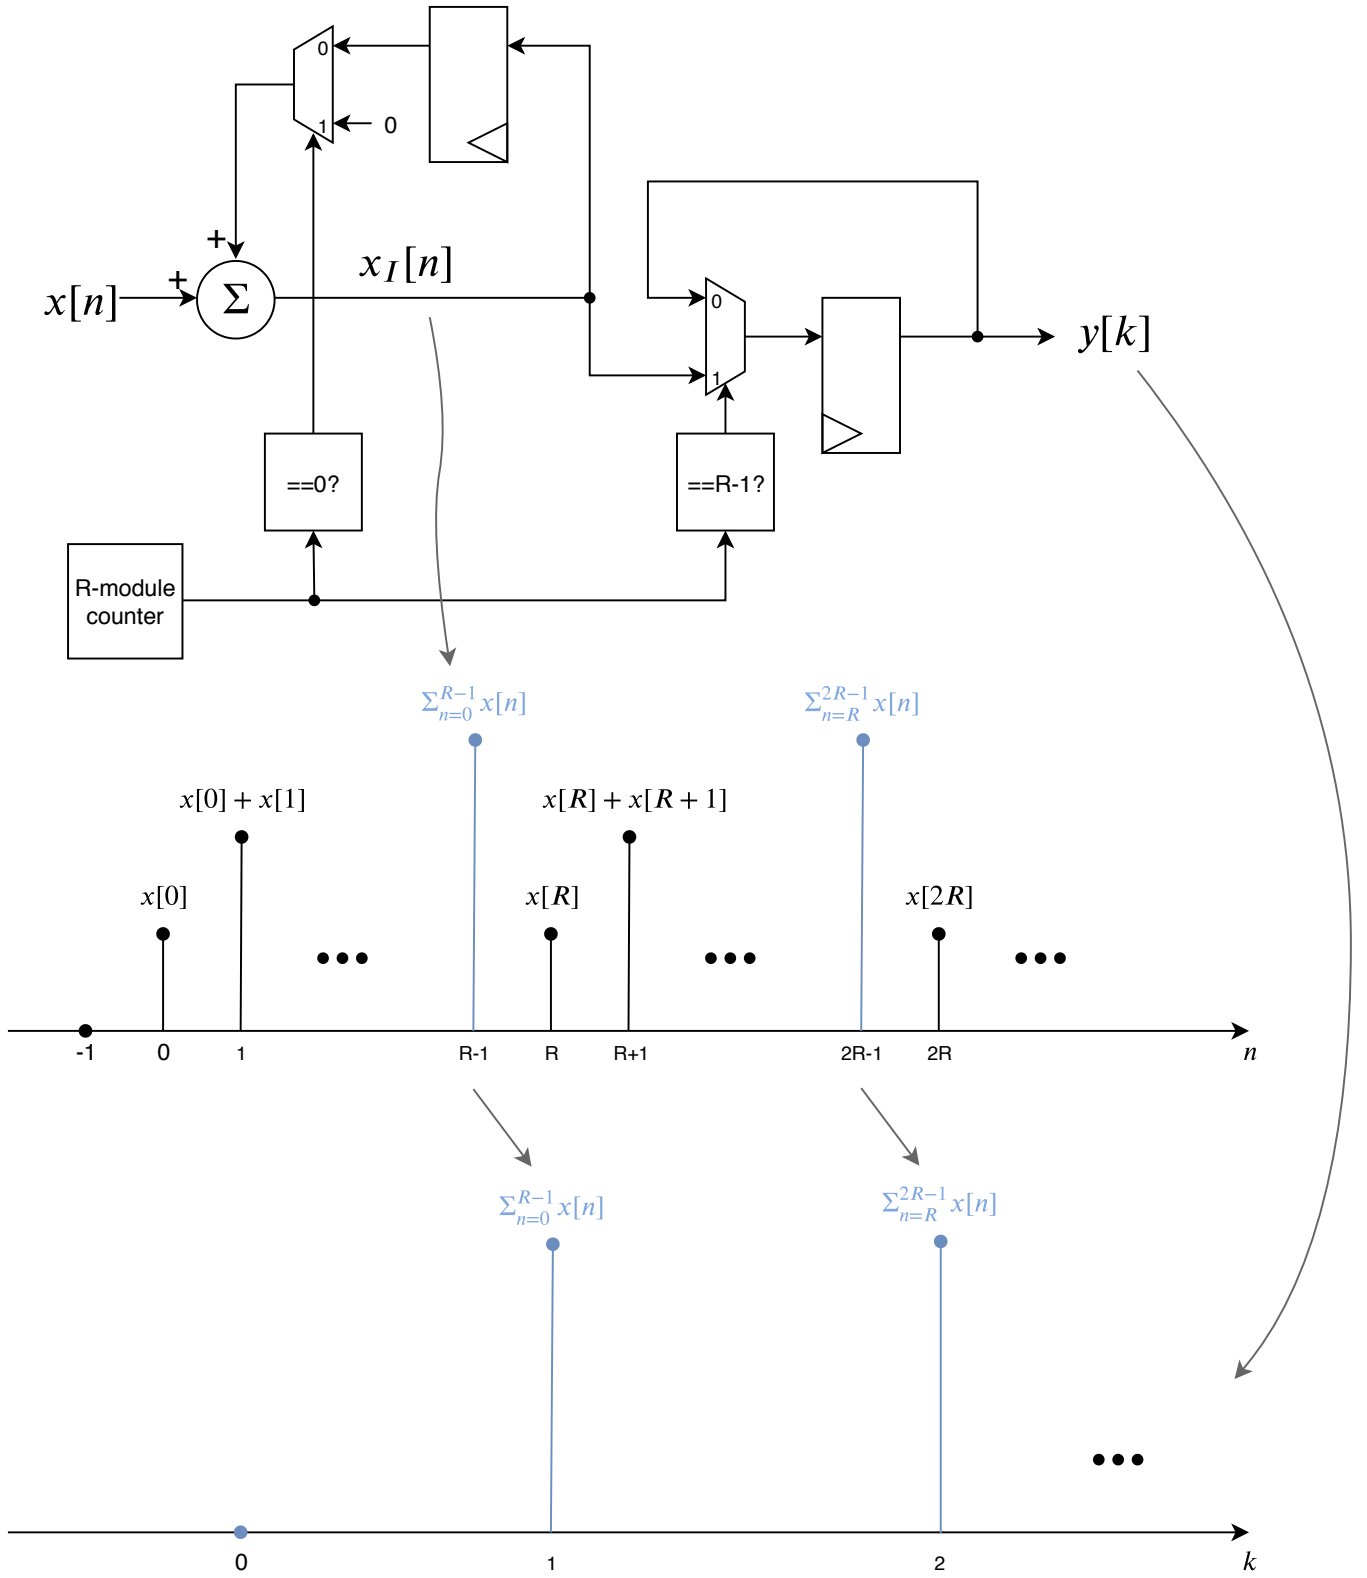 0
1
0
+
+
x[n]
Σ
x_I[n]
0
1
y[k]
==0?
==R-1?
R-module
counter
Σ_{n=0}^{R−1} x[n]
Σ_{n=R}^{2R−1} x[n]
x[0] + x[1]
x[R] + x[R + 1]
x[0]
x[R]
x[2R]
-1
0
1
R-1
R
R+1
2R-1
2R
n
Σ_{n=0}^{R−1} x[n]
Σ_{n=R}^{2R−1} x[n]
0
1
2
k